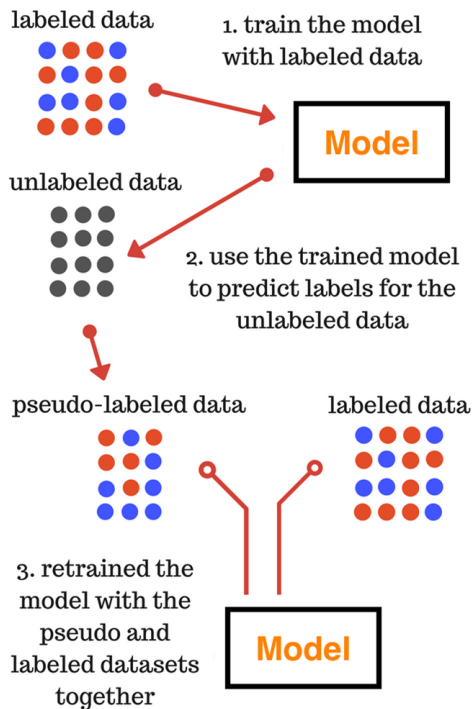 labeled data
1. train the model
with labeled data
Model
unlabeled data
2. use the trained model
to predict labels for the
unlabeled data
pseudo-labeled data
labeled data
3. retrained the
model with the
pseudo and
labeled datasets
together
Model